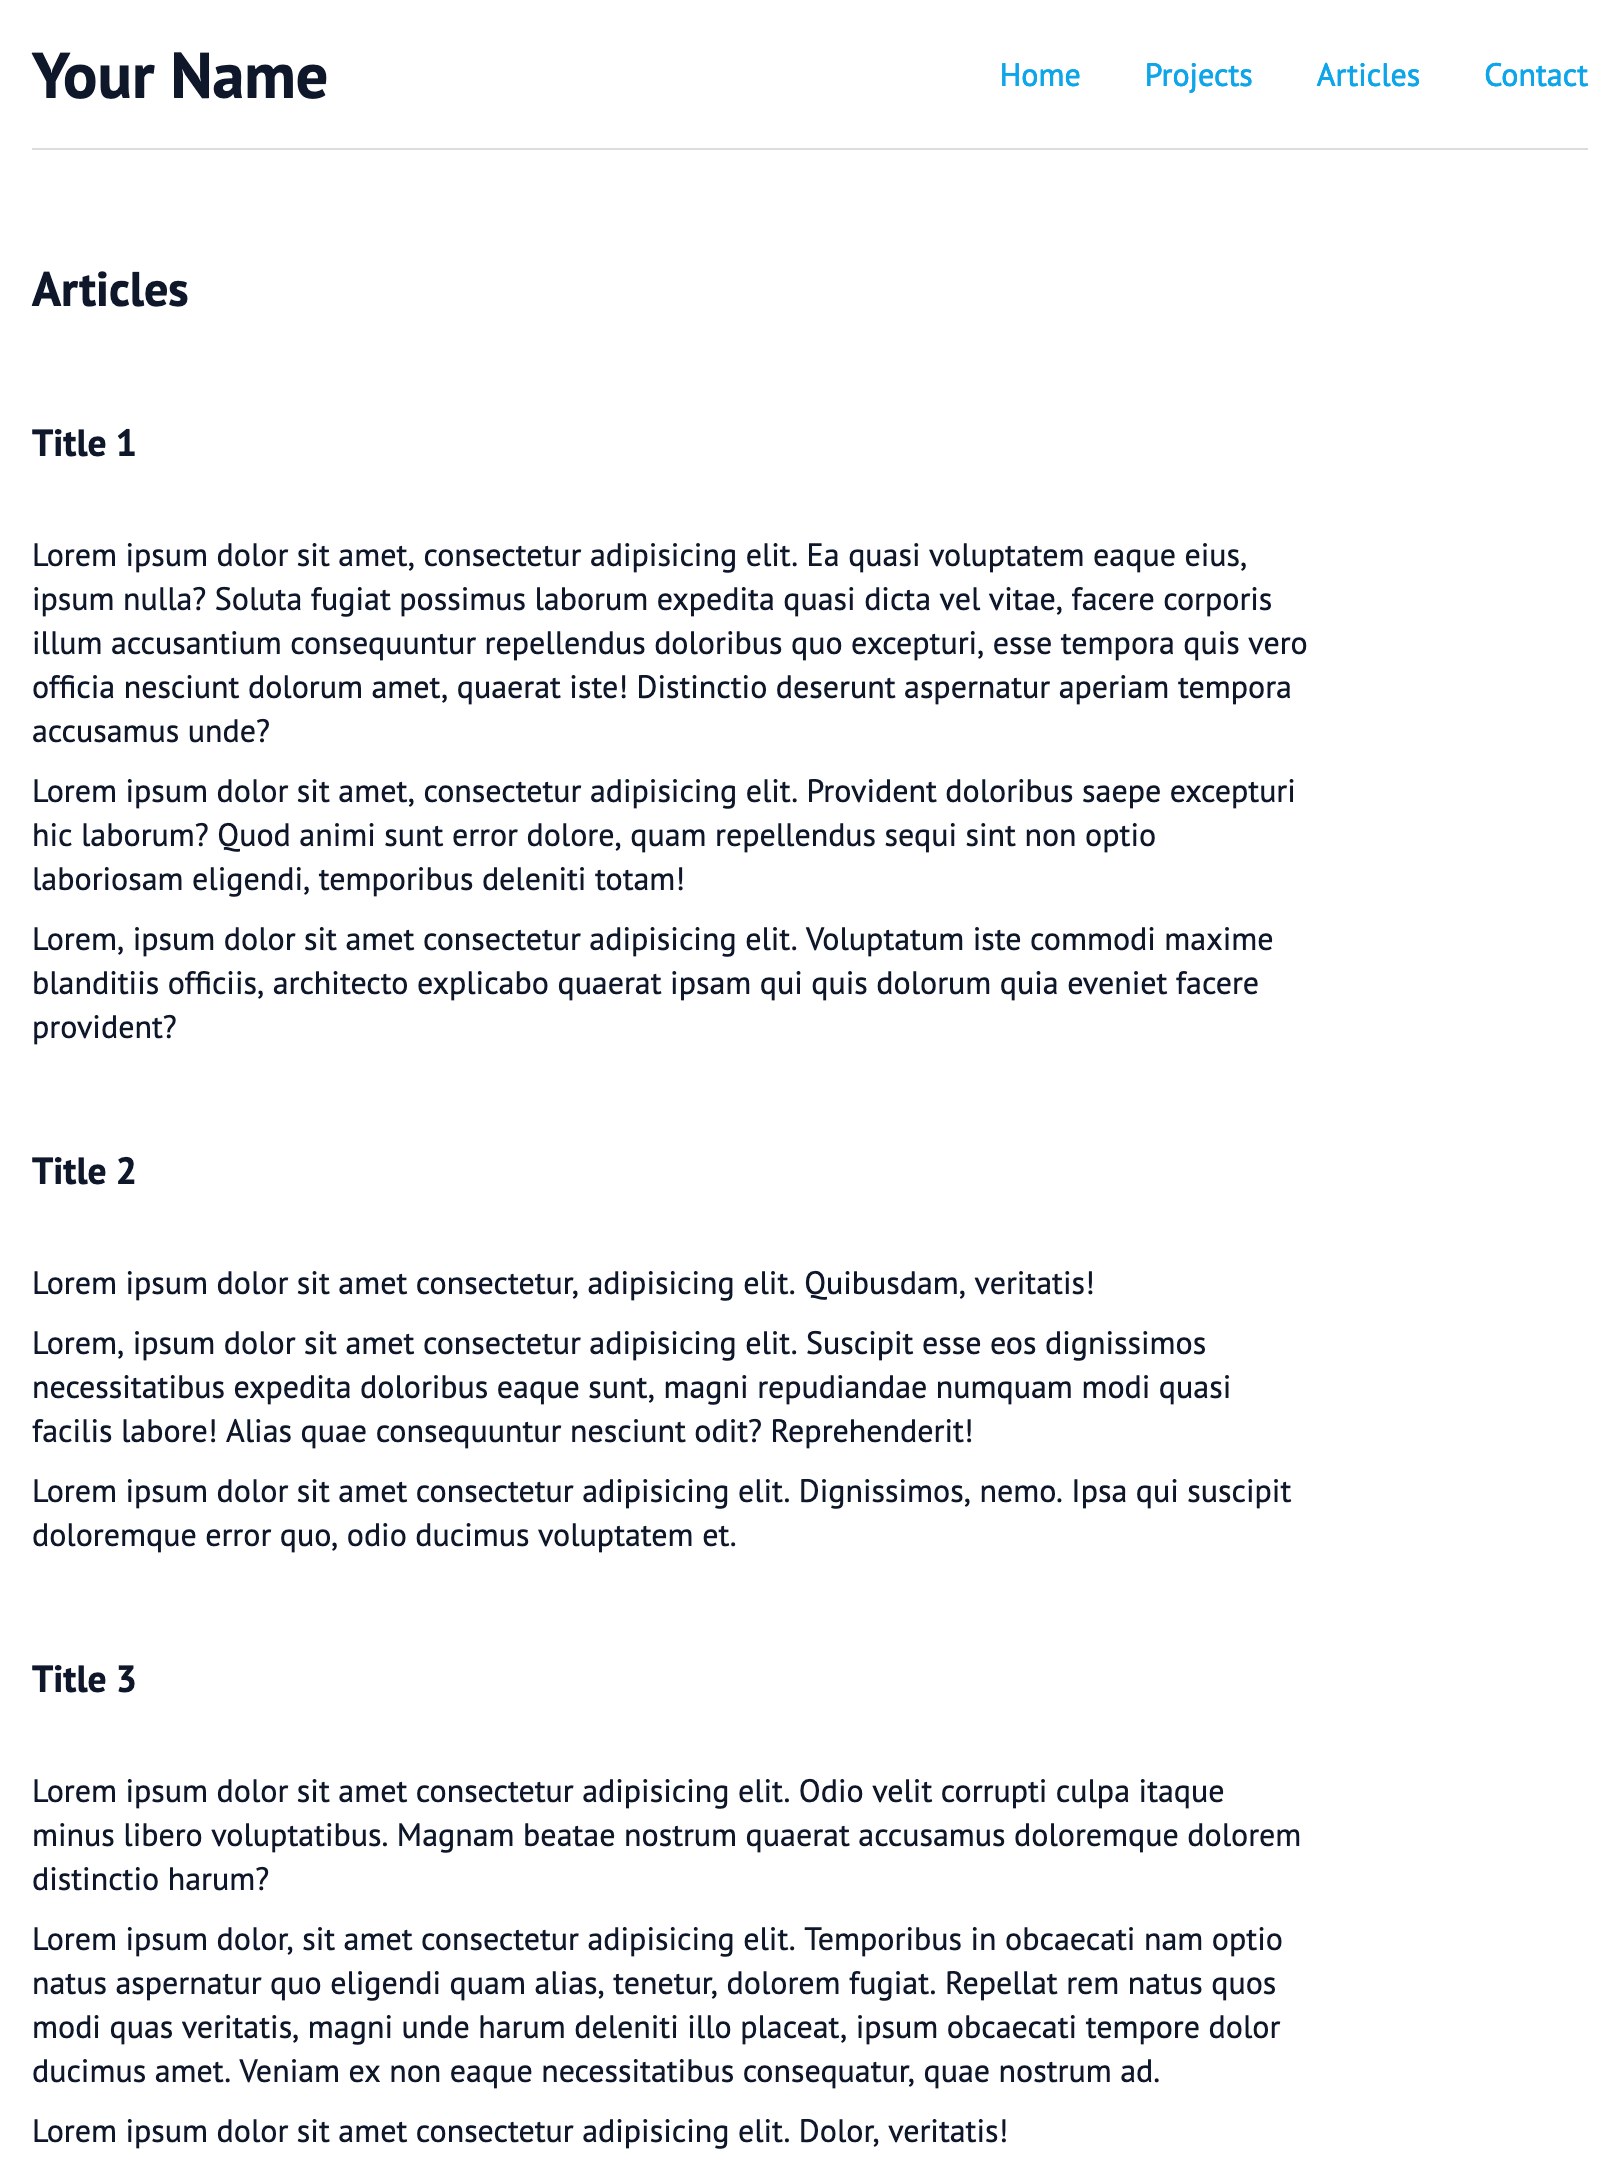 Your Name
Home Projects Articles Contact
Articles
Title 1
Lorem ipsum dolor sit amet, consectetur adipisicing elit. Ea quasi voluptatem eaque eius,
ipsum nulla? Soluta fugiat possimus laborum expedita quasi dicta vel vitae, facere corporis
illum accusantium consequuntur repellendus doloribus quo excepturi, esse tempora quis vero
officia nesciunt dolorum amet, quaerat iste! Distinctio deserunt aspernatur aperiam tempora
accusamus unde?
Lorem ipsum dolor sit amet, consectetur adipisicing elit. Provident doloribus saepe excepturi
hic laborum? Quod animi sunt error dolore, quam repellendus sequi sint non optio
laboriosam eligendi, temporibus deleniti totam!
Lorem, ipsum dolor sit amet consectetur adipisicing elit. Voluptatum iste commodi maxime
blanditiis officiis, architecto explicabo quaerat ipsam qui quis dolorum quia eveniet facere
provident?
Title 2
Lorem ipsum dolor sit amet consectetur, adipisicing elit. Quibusdam, veritatis!
Lorem, ipsum dolor sit amet consectetur adipisicing elit. Suscipit esse eos dignissimos
necessitatibus expedita doloribus eaque sunt, magni repudiandae numquam modi quasi
facilis labore! Alias quae consequuntur nesciunt odit? Reprehenderit!
Lorem ipsum dolor sit amet consectetur adipisicing elit. Dignissimos, nemo. Ipsa qui suscipit
doloremque error quo, odio ducimus voluptatem et.
Title 3
Lorem ipsum dolor sit amet consectetur adipisicing elit. Odio velit corrupti culpa itaque
minus libero voluptatibus. Magnam beatae nostrum quaerat accusamus doloremque dolorem
distinctio harum?
Lorem ipsum dolor, sit amet consectetur adipisicing elit. Temporibus in obcaecati nam optio
natus aspernatur quo eligendi quam alias, tenetur, dolorem fugiat. Repellat rem natus quos
modi quas veritatis, magni unde harum deleniti illo placeat, ipsum obcaecati tempore dolor
ducimus amet. Veniam ex non eaque necessitatibus consequatur, quae nostrum ad.
Lorem ipsum dolor sit amet consectetur adipisicing elit. Dolor, veritatis!